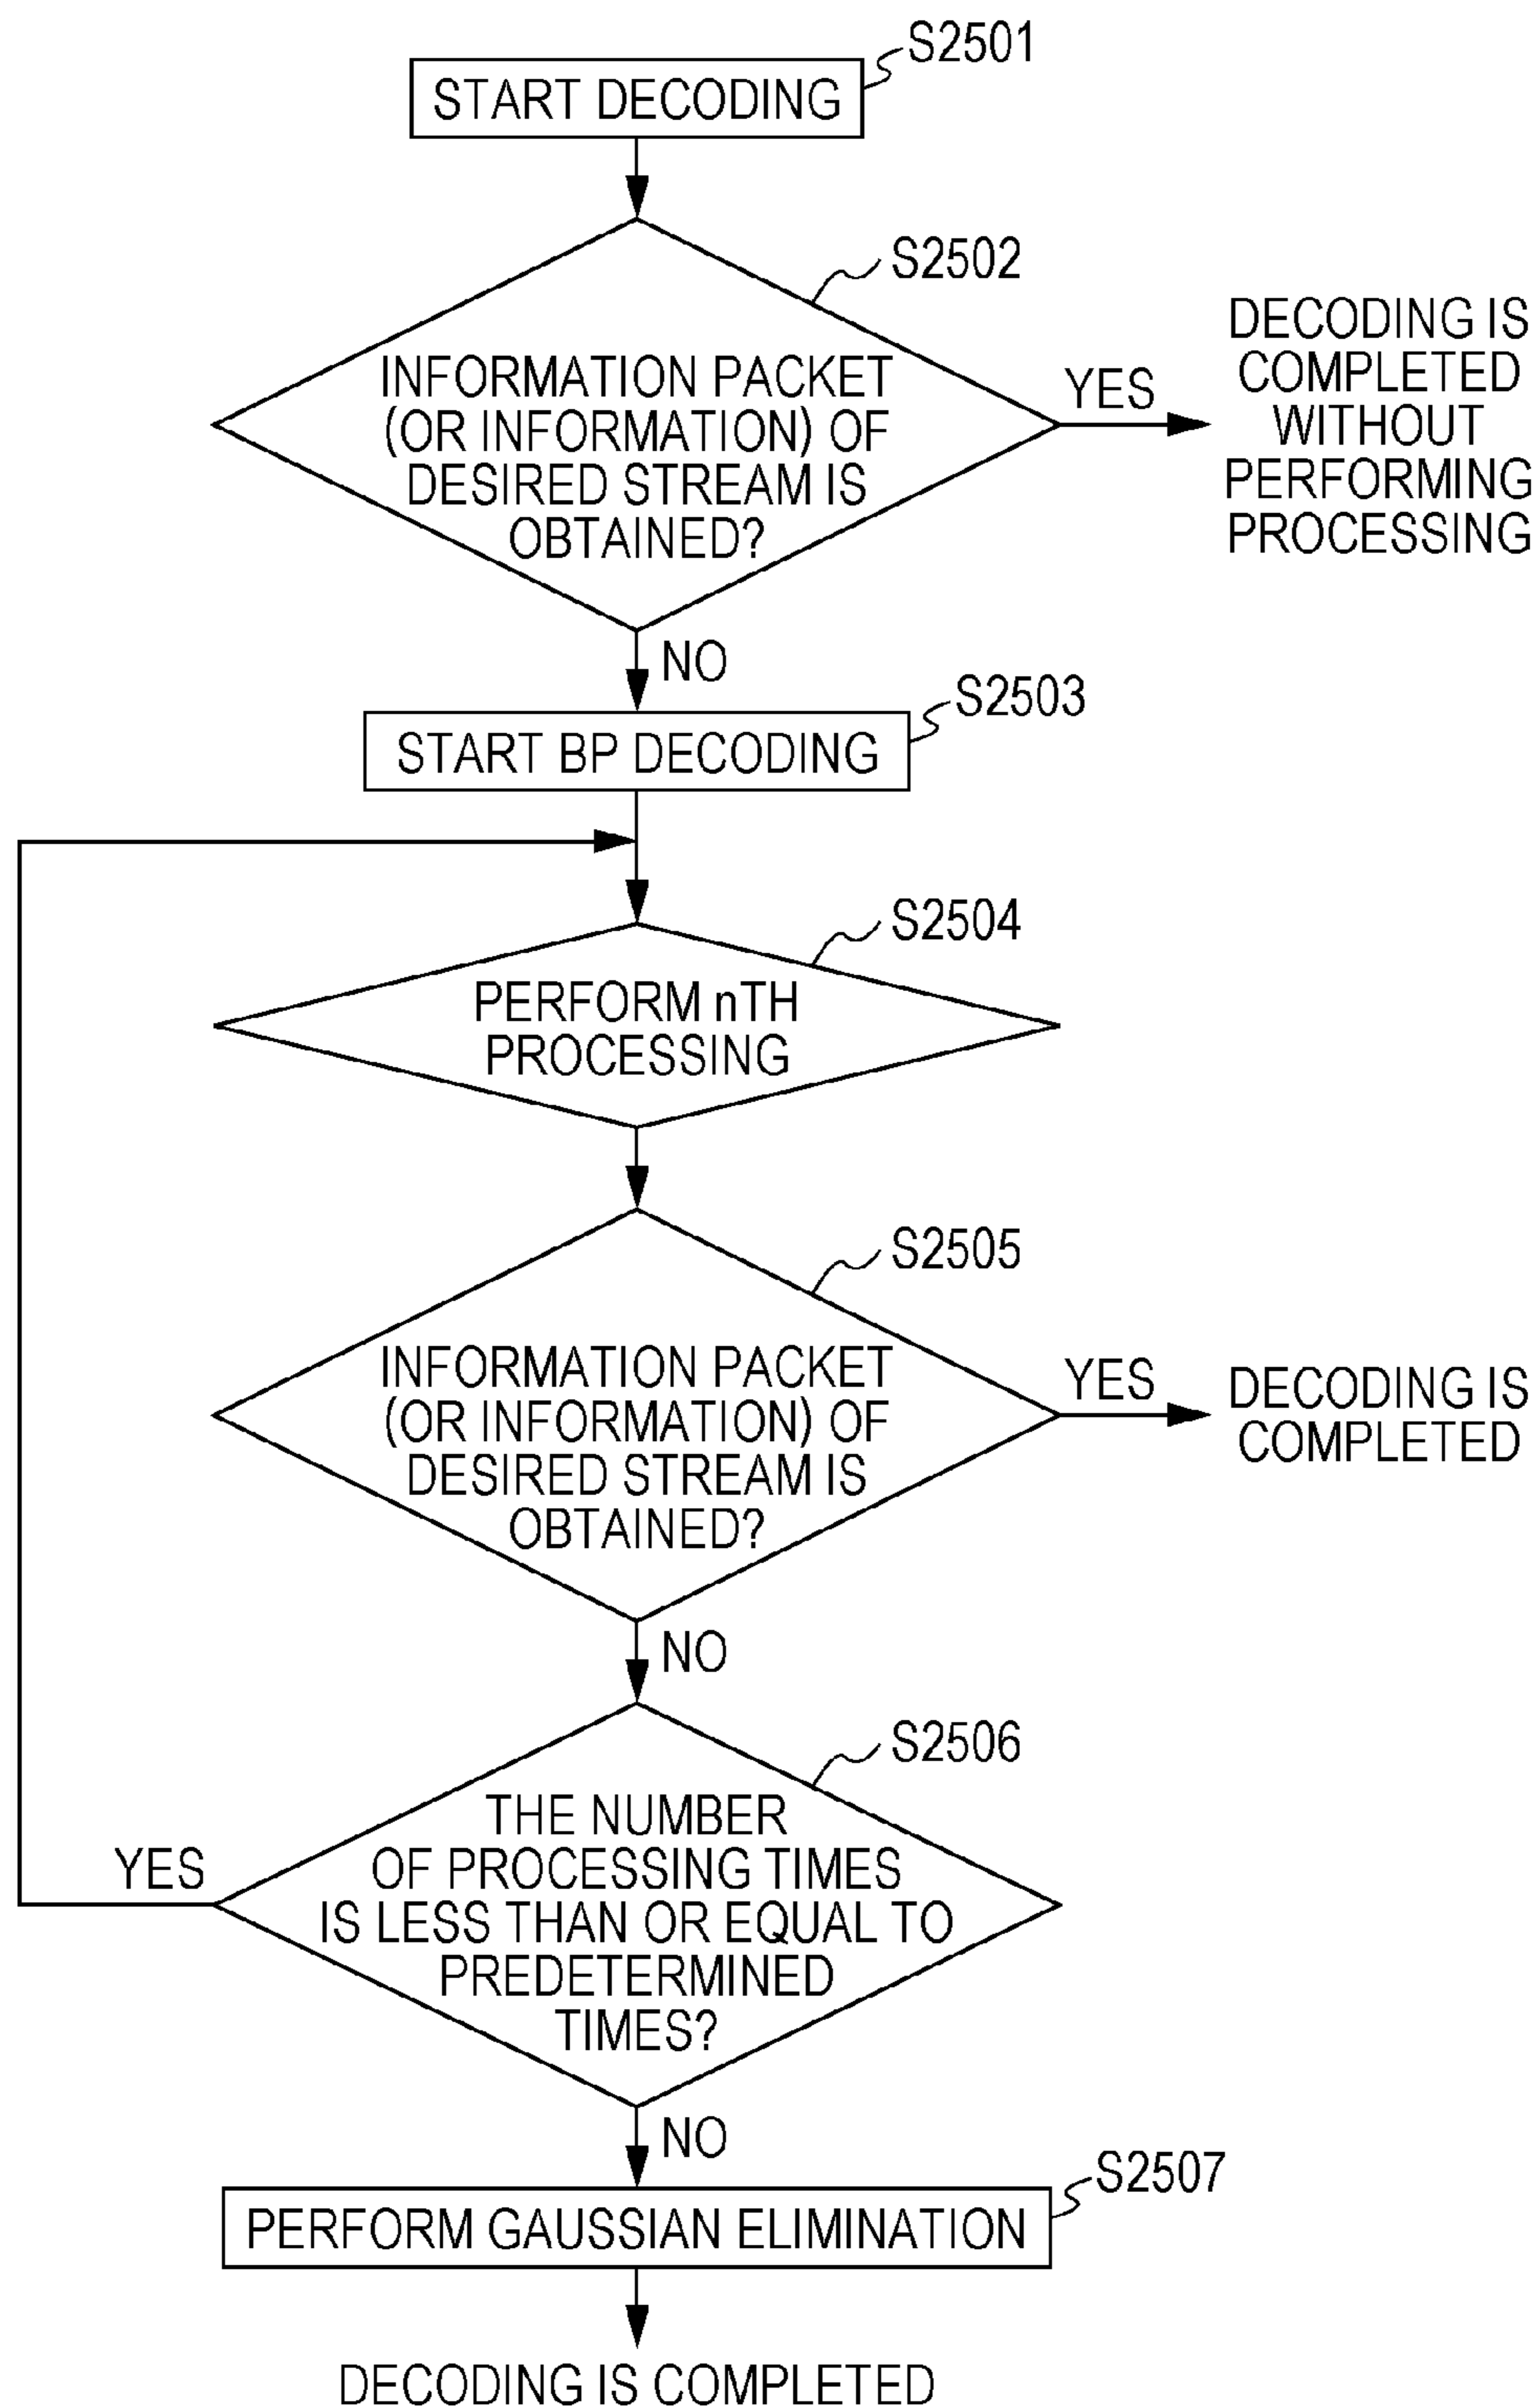 S2501
START DECODING
S2502
INFORMATION PACKET
(OR INFORMATION) OF
DESIRED STREAM IS
OBTAINED?
YES
DECODING IS
COMPLETED
WITHOUT
PERFORMING
PROCESSING
NO
S2503
START BP DECODING
S2504
PERFORM nTH
PROCESSING
S2505
INFORMATION PACKET
(OR INFORMATION) OF
DESIRED STREAM IS
OBTAINED?
YES
DECODING IS
COMPLETED
NO
S2506
THE NUMBER
OF PROCESSING TIMES
IS LESS THAN OR EQUAL TO
PREDETERMINED
TIMES?
YES
NO
S2507
PERFORM GAUSSIAN ELIMINATION
DECODING IS COMPLETED